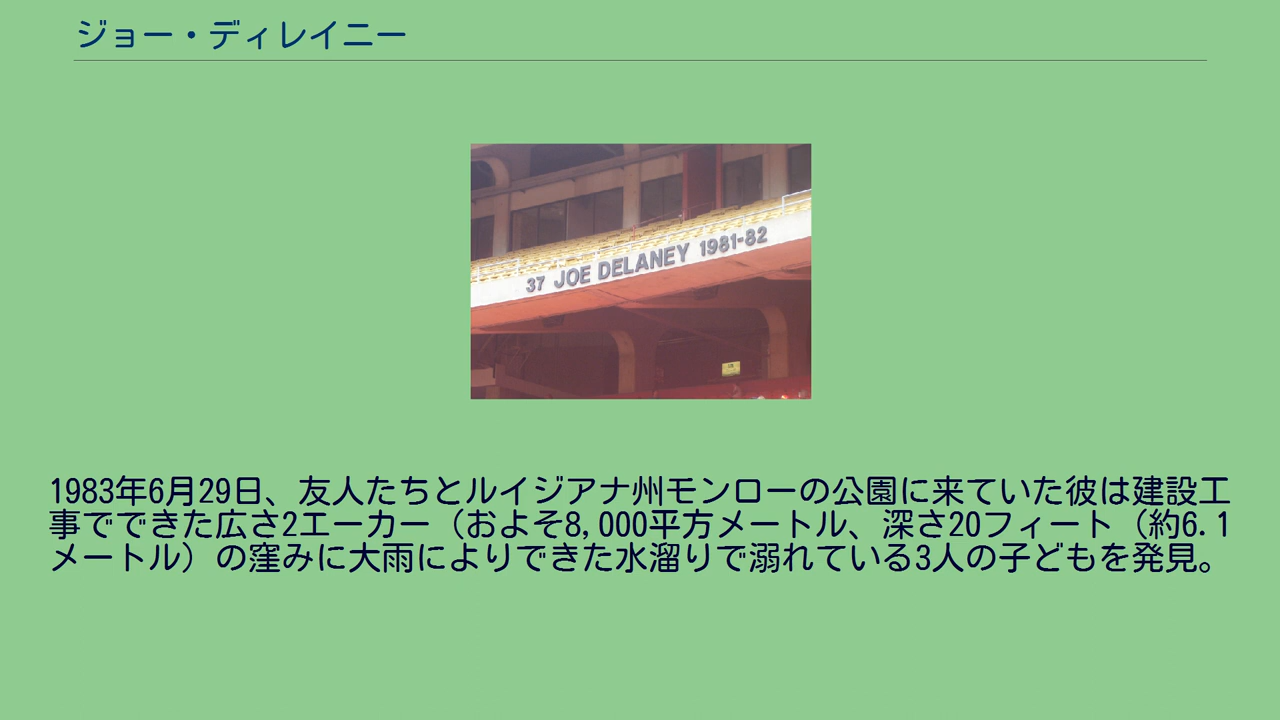 ジョー・ディレイニー
37 JOE DELANEY 1981-82
1983年6月29日、友人たちとルイジアナ州モンローの公園に来ていた彼は建設工
事でできた広さ2エーカー（およそ8,000平方メートル、深さ20フィート（約6.1
メートル）の窪みに大雨によりできた水溜りで溺れている3人の子どもを発見。